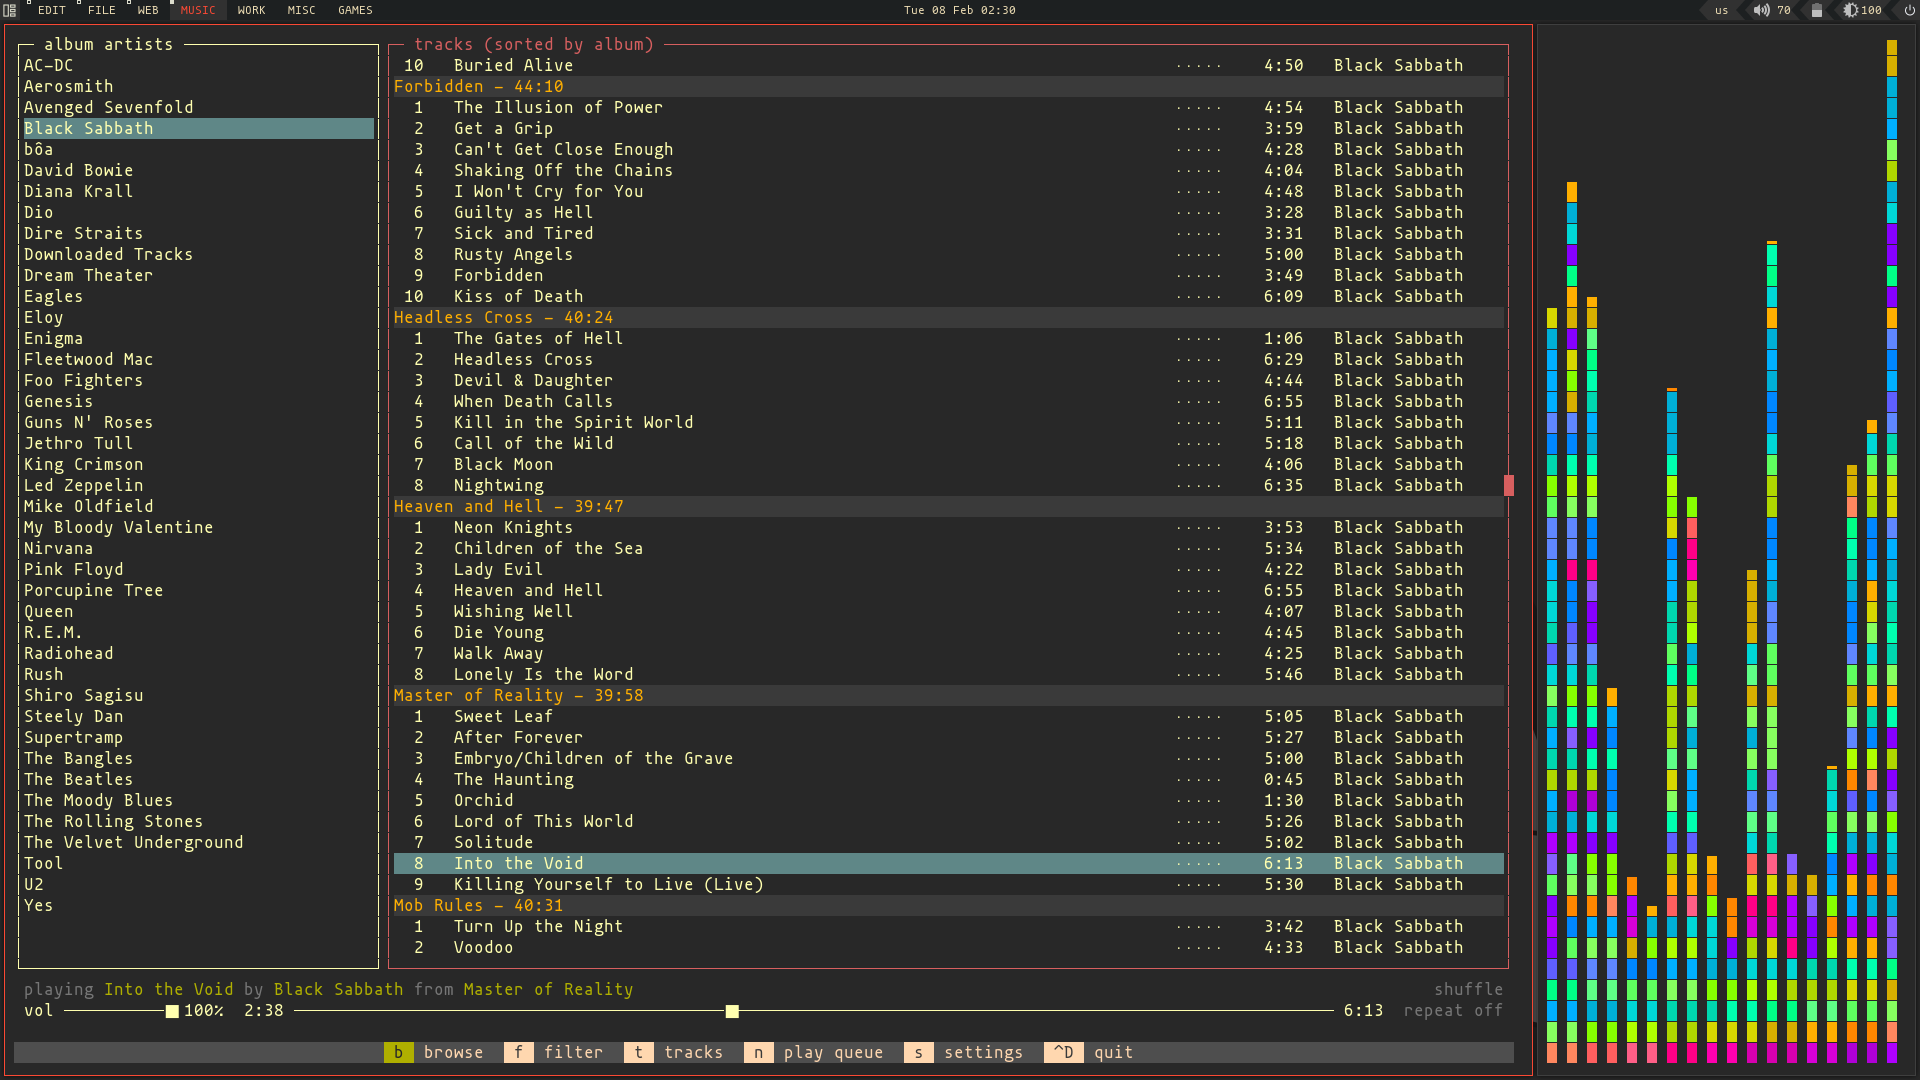 EDIT FILE WEB MUSIC WORK MISC GAMES Tue 08 Feb 02:30 us 70 100
album artists
AC–DC
Aerosmith
Avenged Sevenfold
Black Sabbath
bôa
David Bowie
Diana Krall
Dio
Dire Straits
Downloaded Tracks
Dream Theater
Eagles
Eloy
Enigma
Fleetwood Mac
Foo Fighters
Genesis
Guns N' Roses
Jethro Tull
King Crimson
Led Zeppelin
Mike Oldfield
My Bloody Valentine
Nirvana
Pink Floyd
Porcupine Tree
Queen
R.E.M.
Radiohead
Rush
Shiro Sagisu
Steely Dan
Supertramp
The Bangles
The Beatles
The Moody Blues
The Rolling Stones
The Velvet Underground
Tool
U2
Yes
tracks (sorted by album)
10 Buried Alive ····· 4:50 Black Sabbath
Forbidden – 44:10
1 The Illusion of Power ····· 4:54 Black Sabbath
2 Get a Grip ····· 3:59 Black Sabbath
3 Can't Get Close Enough ····· 4:28 Black Sabbath
4 Shaking Off the Chains ····· 4:04 Black Sabbath
5 I Won't Cry for You ····· 4:48 Black Sabbath
6 Guilty as Hell ····· 3:28 Black Sabbath
7 Sick and Tired ····· 3:31 Black Sabbath
8 Rusty Angels ····· 5:00 Black Sabbath
9 Forbidden ····· 3:49 Black Sabbath
10 Kiss of Death ····· 6:09 Black Sabbath
Headless Cross – 40:24
1 The Gates of Hell ····· 1:06 Black Sabbath
2 Headless Cross ····· 6:29 Black Sabbath
3 Devil & Daughter ····· 4:44 Black Sabbath
4 When Death Calls ····· 6:55 Black Sabbath
5 Kill in the Spirit World ····· 5:11 Black Sabbath
6 Call of the Wild ····· 5:18 Black Sabbath
7 Black Moon ····· 4:06 Black Sabbath
8 Nightwing ····· 6:35 Black Sabbath
Heaven and Hell – 39:47
1 Neon Knights ····· 3:53 Black Sabbath
2 Children of the Sea ····· 5:34 Black Sabbath
3 Lady Evil ····· 4:22 Black Sabbath
4 Heaven and Hell ····· 6:55 Black Sabbath
5 Wishing Well ····· 4:07 Black Sabbath
6 Die Young ····· 4:45 Black Sabbath
7 Walk Away ····· 4:25 Black Sabbath
8 Lonely Is the Word ····· 5:46 Black Sabbath
Master of Reality – 39:58
1 Sweet Leaf ····· 5:05 Black Sabbath
2 After Forever ····· 5:27 Black Sabbath
3 Embryo/Children of the Grave ····· 5:00 Black Sabbath
4 The Haunting ····· 0:45 Black Sabbath
5 Orchid ····· 1:30 Black Sabbath
6 Lord of This World ····· 5:26 Black Sabbath
7 Solitude ····· 5:02 Black Sabbath
8 Into the Void ····· 6:13 Black Sabbath
9 Killing Yourself to Live (Live) ····· 5:30 Black Sabbath
Mob Rules – 40:31
1 Turn Up the Night ····· 3:42 Black Sabbath
2 Voodoo ····· 4:33 Black Sabbath
playing Into the Void by Black Sabbath from Master of Reality shuffle
vol 100% 2:38 6:13 repeat off
b browse f filter t tracks n play queue s settings ^D quit